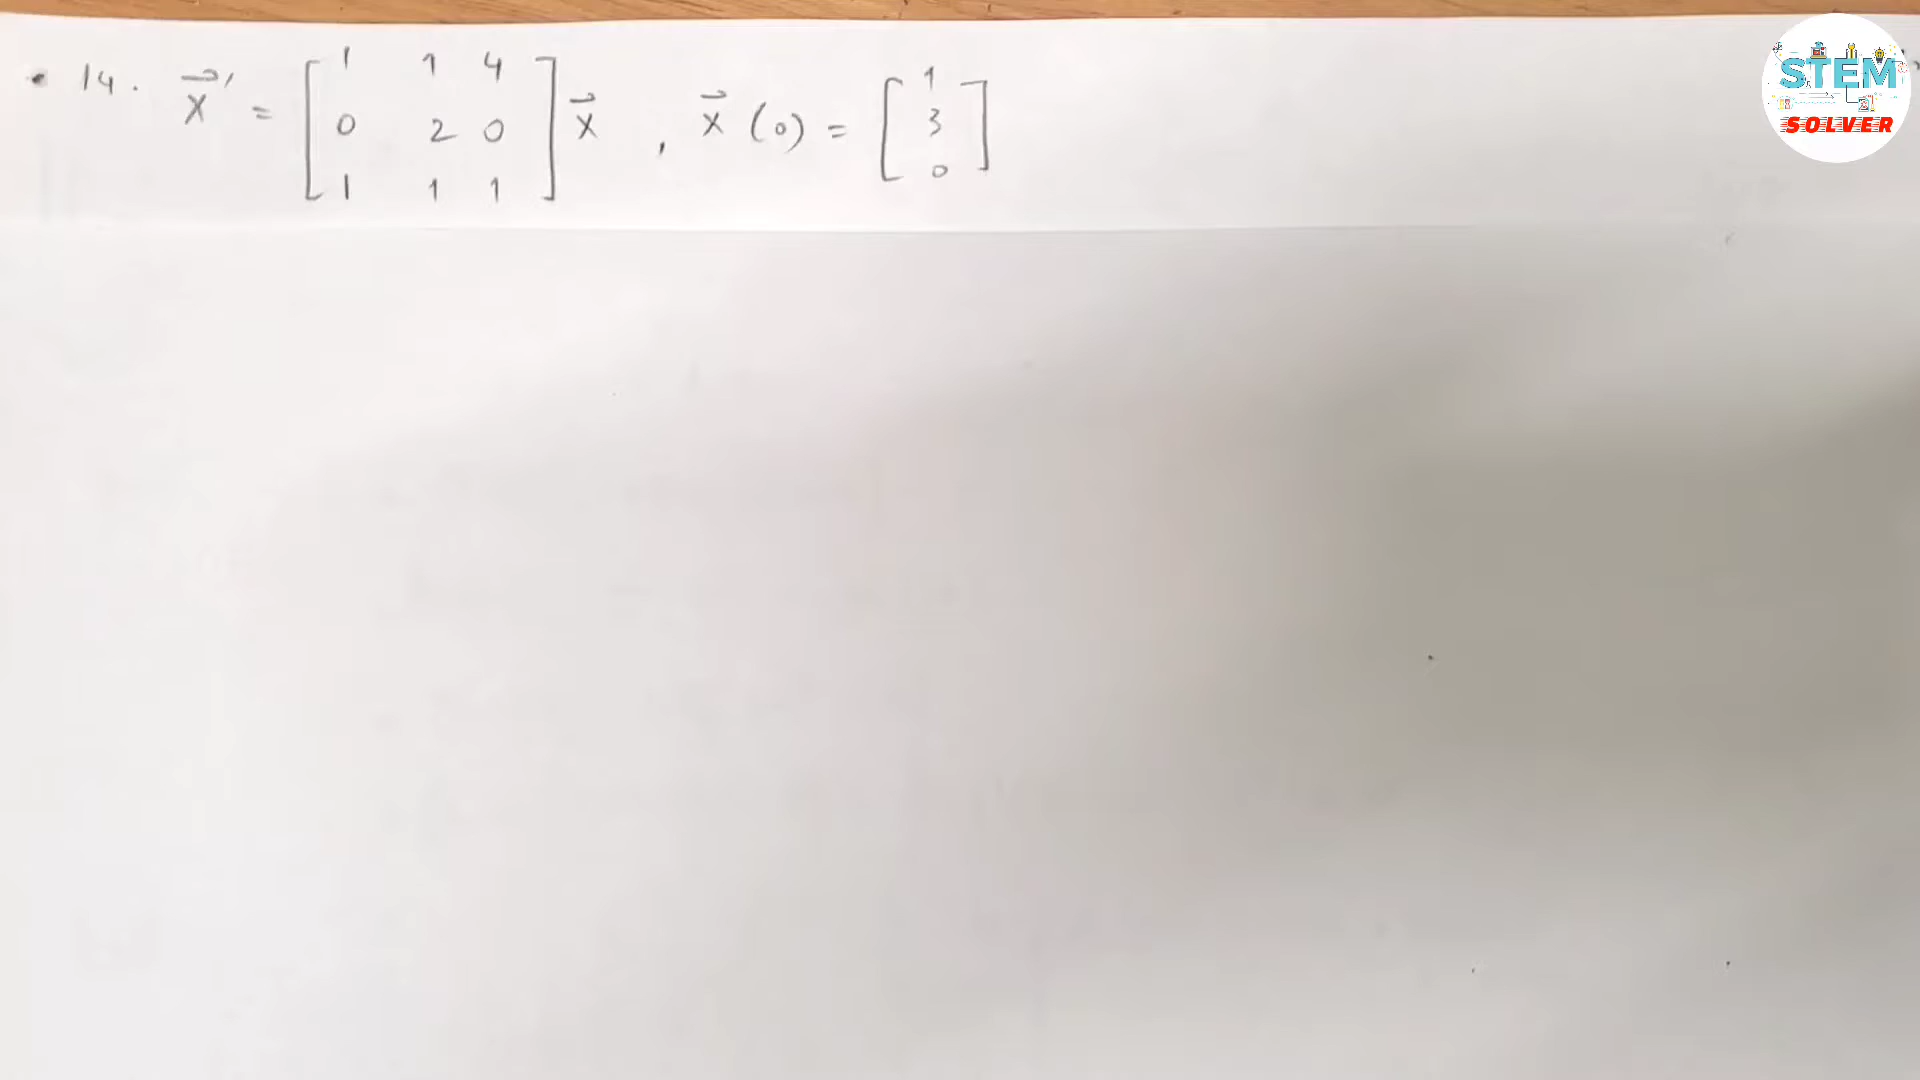 • 14. x⃗' = [1 1 4; 0 2 0; 1 1 1] x⃗ , x⃗(0) = [1; 3; 0]
STEM
SOLVER